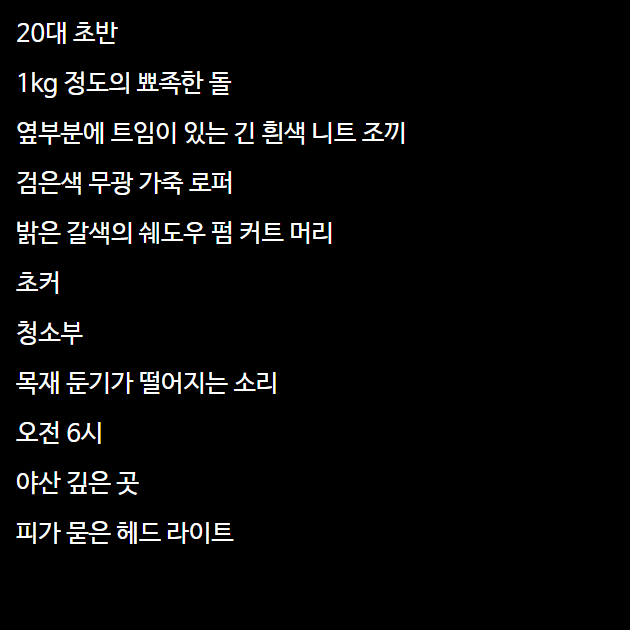 20대 초반
1kg 정도의 뾰족한 돌
옆부분에 트임이 있는 긴 흰색 니트 조끼
검은색 무광 가죽 로퍼
밝은 갈색의 쉐도우 펌 커트 머리
초커
청소부
목재 둔기가 떨어지는 소리
오전 6시
야산 깊은 곳
피가 묻은 헤드 라이트